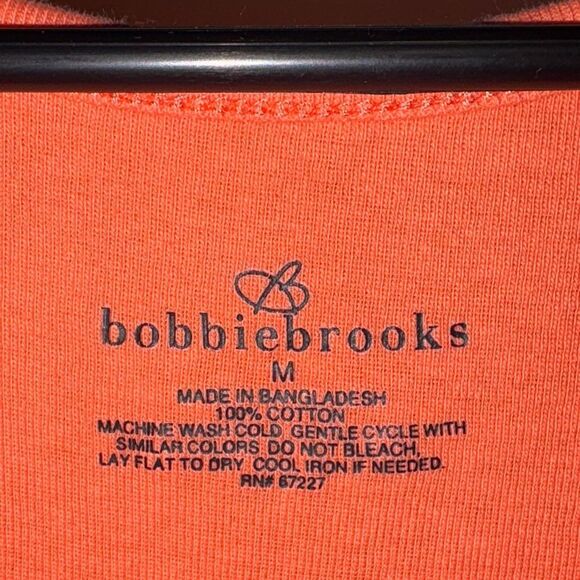 B
bobbiebrooks
M
MADE IN BANGLADESH
100% COTTON
MACHINE WASH COLD, GENTLE CYCLE WITH
SIMILAR COLORS, DO NOT BLEACH,
LAY FLAT TO DRY, COOL IRON IF NEEDED.
RN# 67227